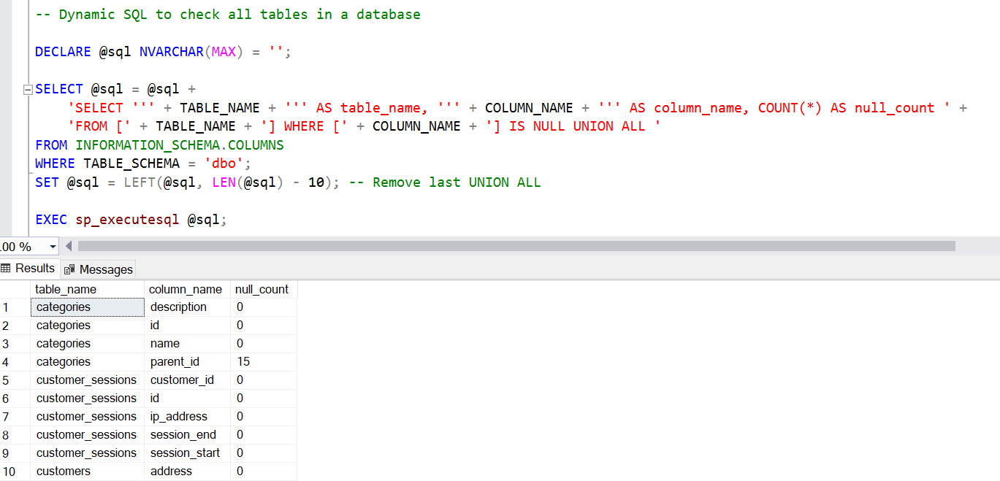 -- Dynamic SQL to check all tables in a database
DECLARE @sql NVARCHAR(MAX) = '';
SELECT @sql = @sql +
'SELECT ''' + TABLE_NAME + ''' AS table_name, ''' + COLUMN_NAME + ''' AS column_name, COUNT(*) AS null_count ' +
'FROM [' + TABLE_NAME + '] WHERE [' + COLUMN_NAME + '] IS NULL UNION ALL '
FROM INFORMATION_SCHEMA.COLUMNS
WHERE TABLE_SCHEMA = 'dbo';
SET @sql = LEFT(@sql, LEN(@sql) - 10); -- Remove last UNION ALL
EXEC sp_executesql @sql;
.00 %
Results Messages
table_name column_name null_count
1 categories description 0
2 categories id 0
3 categories name 0
4 categories parent_id 15
5 customer_sessions customer_id 0
6 customer_sessions id 0
7 customer_sessions ip_address 0
8 customer_sessions session_end 0
9 customer_sessions session_start 0
10 customers address 0